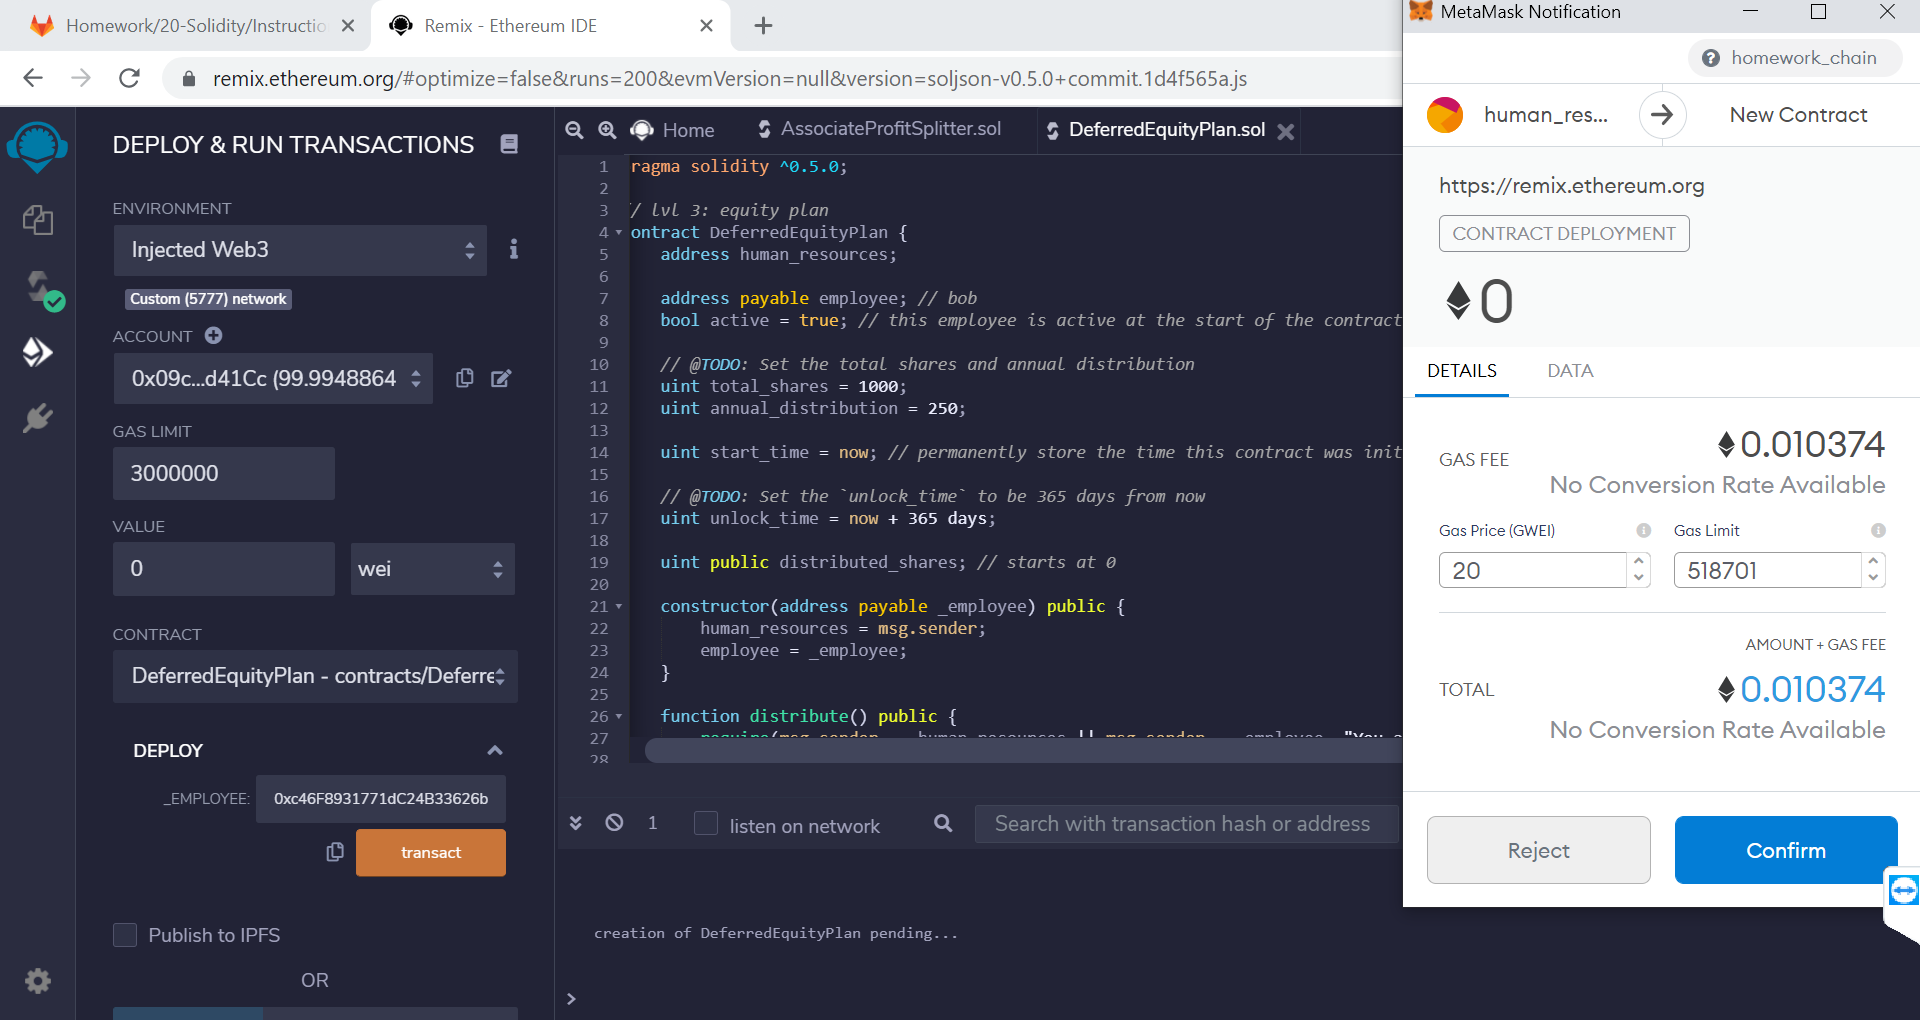 Homework/20-Solidity/Instructio
Remix - Ethereum IDE
remix.ethereum.org/#optimize=false&runs=200&evmVersion=null&version=soljson-v0.5.0+commit.1d4f565a.js
DEPLOY & RUN TRANSACTIONS
ENVIRONMENT
Injected Web3
Custom (5777) network
ACCOUNT
0x09c...d41Cc (99.9948864
GAS LIMIT
3000000
VALUE
0
wei
CONTRACT
DeferredEquityPlan - contracts/Deferre
DEPLOY
_EMPLOYEE:
0xc46F8931771dC24B33626b
transact
Publish to IPFS
OR
Home
AssociateProfitSplitter.sol
DeferredEquityPlan.sol
1 ragma solidity ^0.5.0;
2
3 / lvl 3: equity plan
4 ontract DeferredEquityPlan {
5 address human_resources;
6
7 address payable employee; // bob
8 bool active = true; // this employee is active at the start of the contract
9
10 // @TODO: Set the total shares and annual distribution
11 uint total_shares = 1000;
12 uint annual_distribution = 250;
13
14 uint start_time = now; // permanently store the time this contract was init
15
16 // @TODO: Set the `unlock_time` to be 365 days from now
17 uint unlock_time = now + 365 days;
18
19 uint public distributed_shares; // starts at 0
20
21 constructor(address payable _employee) public {
22 human_resources = msg.sender;
23 employee = _employee;
24 }
25
26 function distribute() public {
27 require(msg.sender == human_resources || msg.sender == employee, "You a
28
1
listen on network
Search with transaction hash or address
creation of DeferredEquityPlan pending...
>
MetaMask Notification
homework_chain
human_res...
New Contract
https://remix.ethereum.org
CONTRACT DEPLOYMENT
0
DETAILS
DATA
GAS FEE
0.010374
No Conversion Rate Available
Gas Price (GWEI)
Gas Limit
20
518701
AMOUNT + GAS FEE
TOTAL
0.010374
No Conversion Rate Available
Reject
Confirm